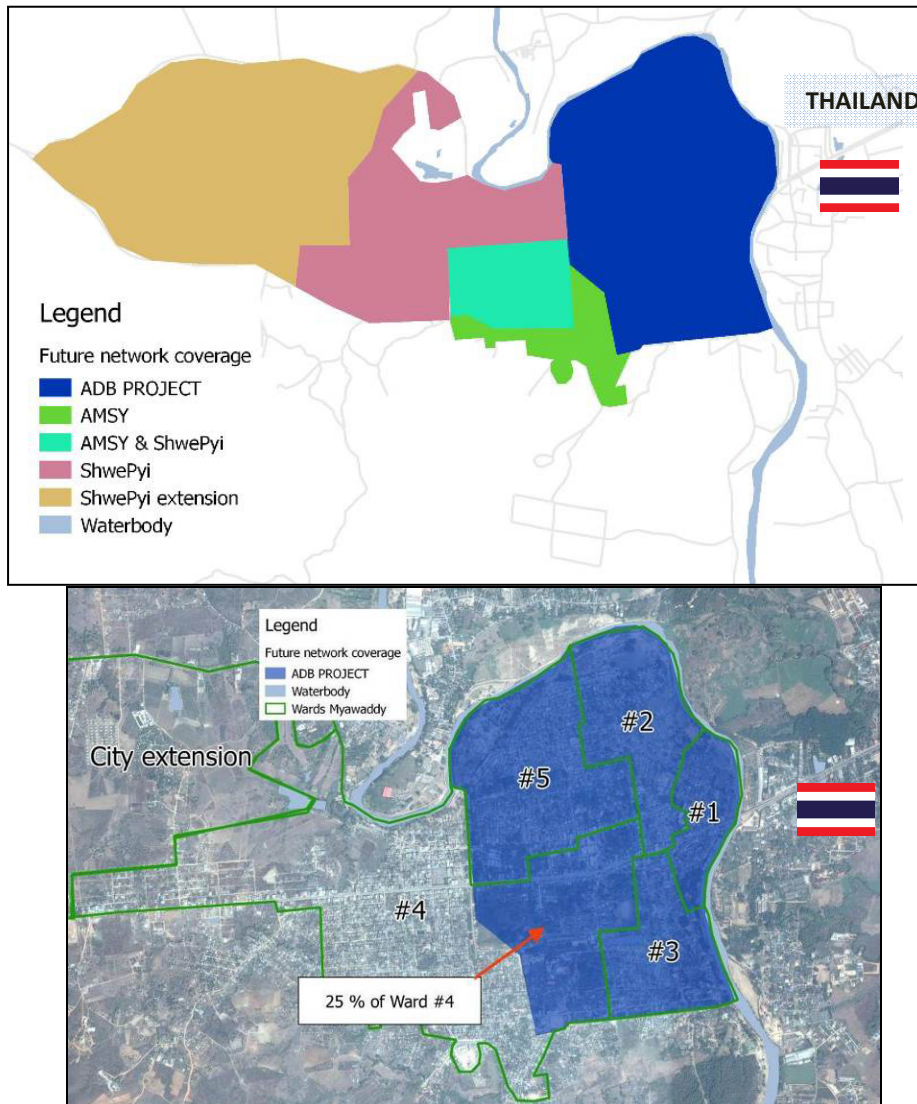 THAILAND
Legend
Future network coverage
ADB PROJECT
AMSY
AMSY & ShwePyi
ShwePyi
ShwePyi extension
Waterbody
Legend
Future network coverage
ADB PROJECT
Waterbody
Wards Myawaddy
City extension
#2
#5
#1
#4
#3
25 % of Ward #4